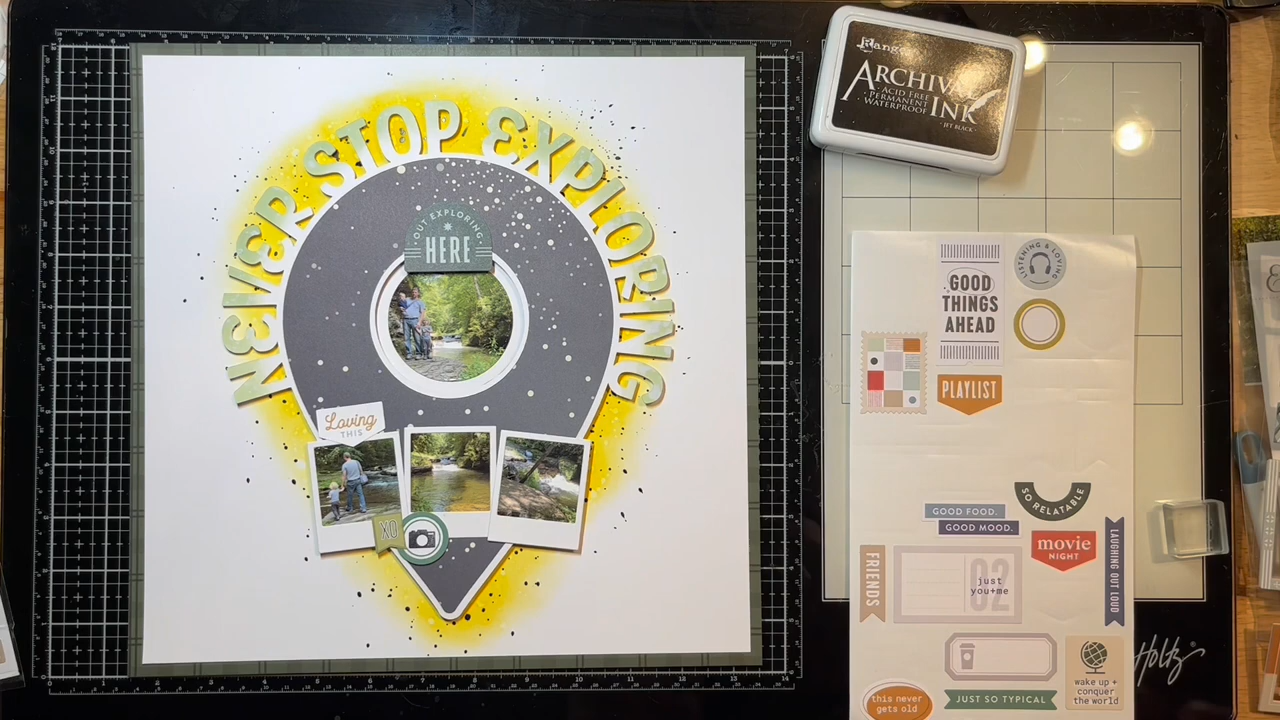 NEVER STOP EXPLORING
OUT EXPLORING
HERE
Loving
THIS
XO
Ranger
ARCHIVAL INK
ACID FREE
PERMANENT
WATERPROOF
JET BLACK
LISTENING & LOVING
GOOD
THINGS
AHEAD
PLAYLIST
SO RELATABLE
GOOD FOOD.
GOOD MOOD.
movie
NIGHT
LAUGHING OUT LOUD
FRIENDS
02
just
you+me
wake up +
conquer
the world
this never
gets old
JUST SO TYPICAL
Holtz